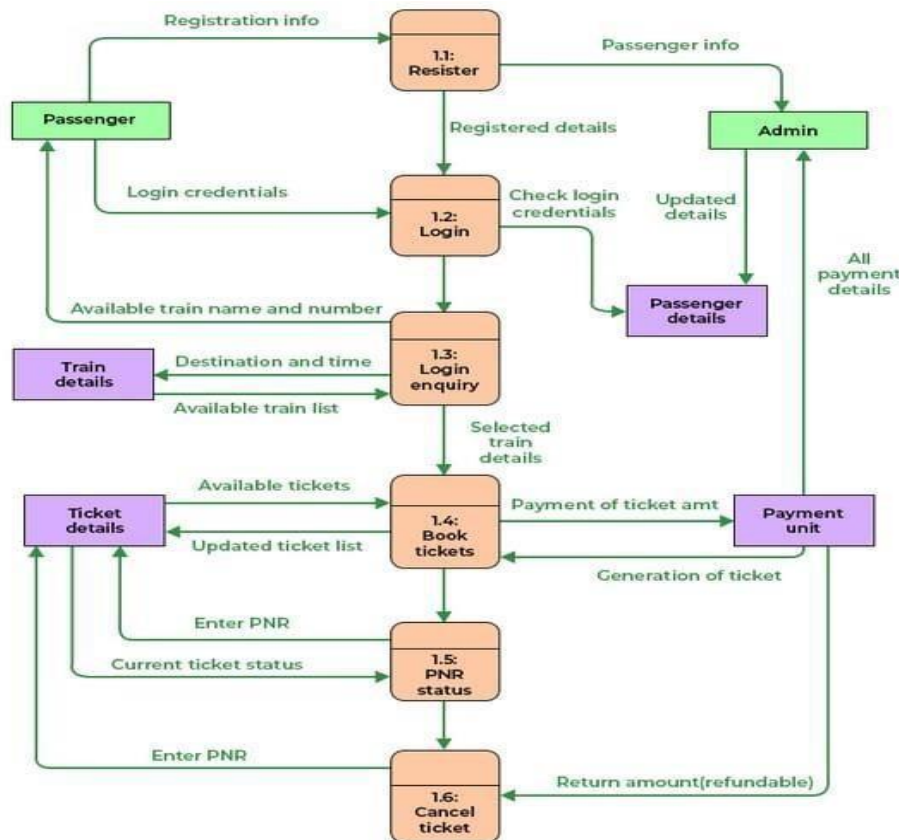 Registration info
1.1:
Resister
Passenger info
Passenger
Admin
Registered details
Login credentials
Check login
credentials
Updated
details
1.2:
Login
All
payment
details
Available train name and number
Passenger
details
1.3:
Login
enquiry
Train
details
Destination and time
Available train list
Selected
train
details
Available tickets
Ticket
details
1.4:
Book
tickets
Payment of ticket amt
Payment
unit
Updated ticket list
Generation of ticket
Enter PNR
1.5:
PNR
status
Current ticket status
Enter PNR
1.6:
Cancel
ticket
Return amount(refundable)